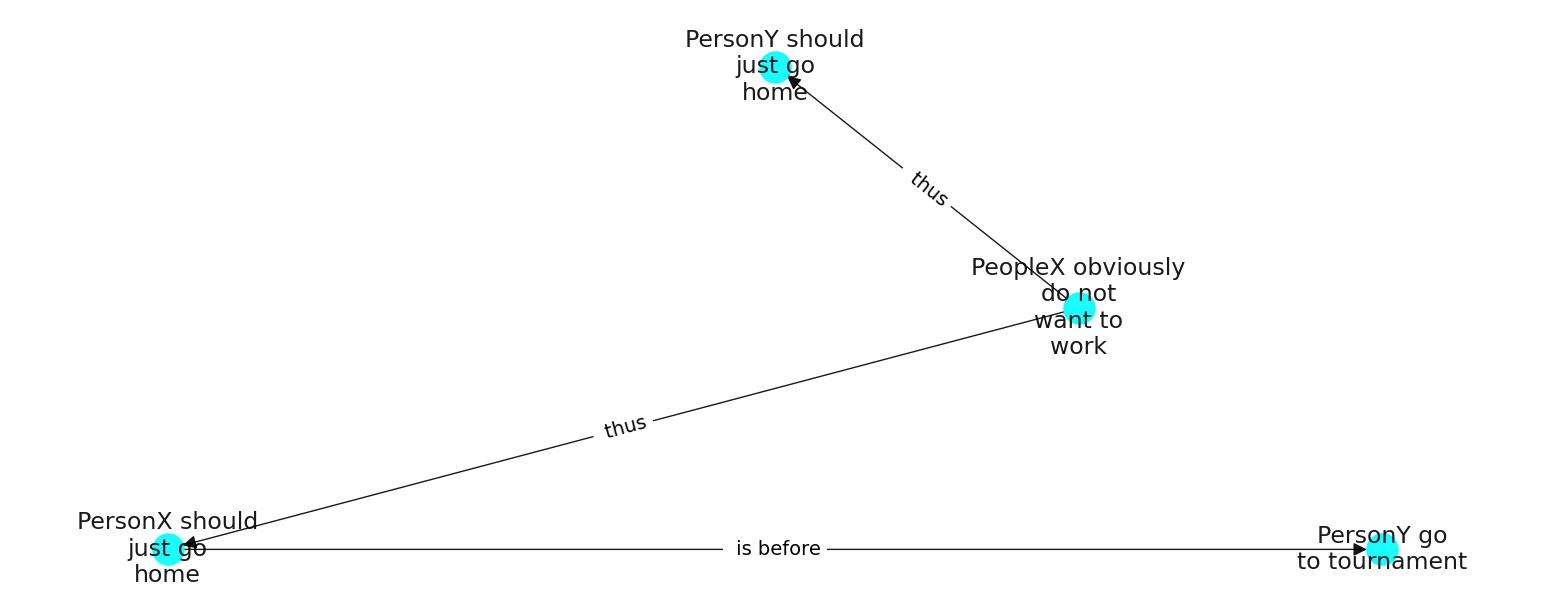 PersonY should
just go
home
thus
PeopleX obviously
do not
want to
work
thus
PersonX should
just go
home
is before
PersonY go
to tournament